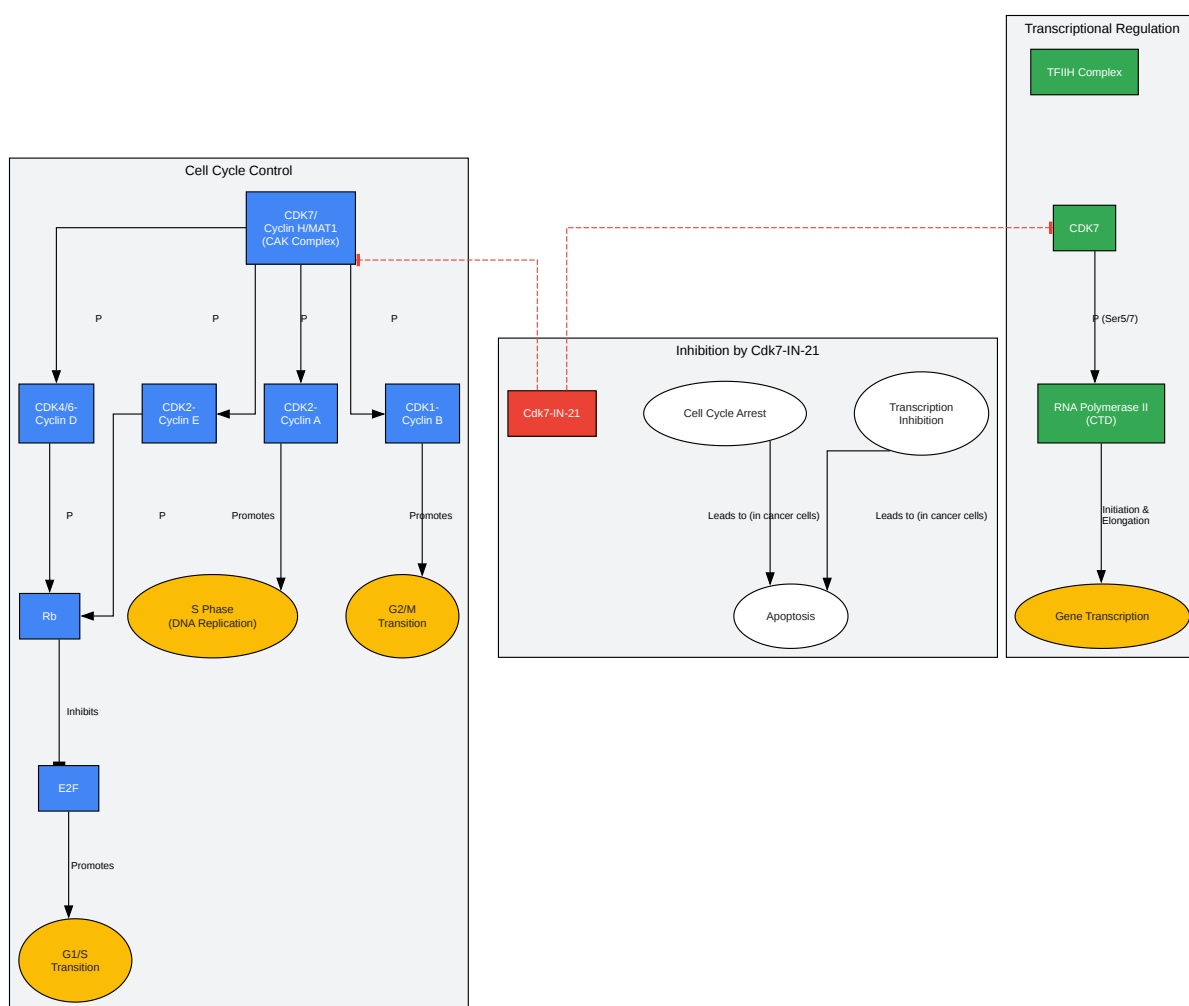 Transcriptional Regulation
TFIIH Complex
Cell Cycle Control
CDK7/
Cyclin H/MAT1
(CAK Complex)
CDK7
P
P
P
P
P (Ser5/7)
Inhibition by Cdk7-IN-21
CDK4/6-
Cyclin D
CDK2-
Cyclin E
CDK2-
Cyclin A
CDK1-
Cyclin B
Cdk7-IN-21
Cell Cycle Arrest
Transcription
Inhibition
RNA Polymerase II
(CTD)
P
P
Promotes
Promotes
Leads to (in cancer cells)
Leads to (in cancer cells)
Initiation &
Elongation
Rb
S Phase
(DNA Replication)
G2/M
Transition
Apoptosis
Gene Transcription
Inhibits
E2F
Promotes
G1/S
Transition